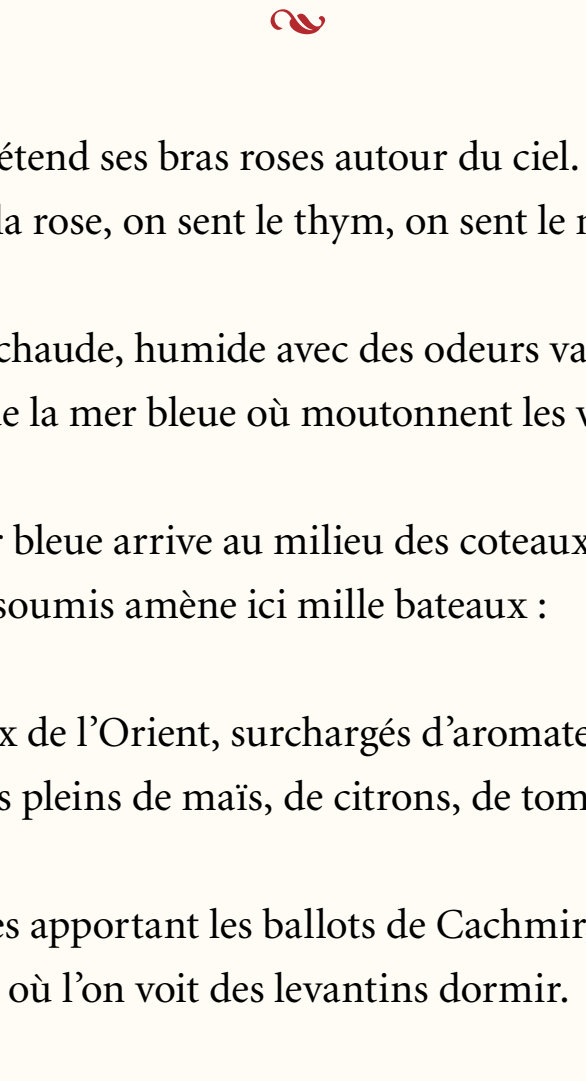 étend ses bras roses autour du ciel.
la rose, on sent le thym, on sent le
chaude, humide avec des odeurs
la mer bleue où moutonnent les
bleue arrive au milieu des coteaux
soumis amène ici mille bateaux :
de l’Orient, surchargés d’aromate
pleins de maïs, de citrons, de
apportant les ballots de Cachmir
où l’on voit des levantins dormir.